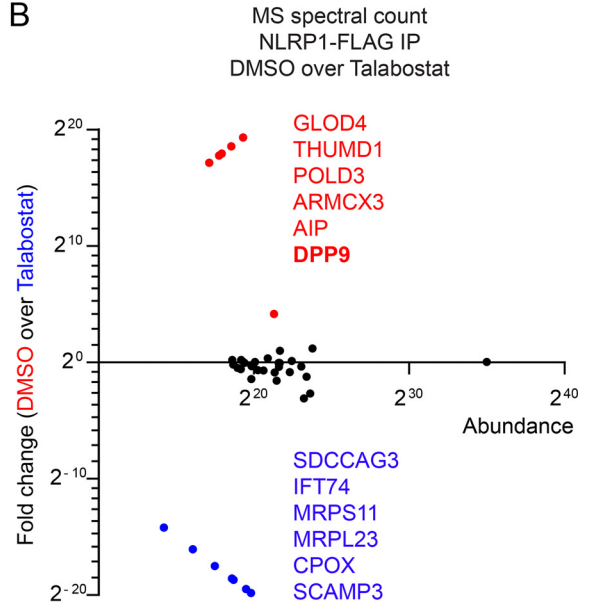 B
MS spectral count
NLRP1-FLAG IP
DMSO over Talabostat
GLOD4
THUMD1
POLD3
ARMCX3
AIP
DPP9
2^20
2^10
2^0
2^-10
2^-20
Fold change (DMSO over Talabostat)
2^20
2^30
2^40
Abundance
SDCCAG3
IFT74
MRPS11
MRPL23
CPOX
SCAMP3